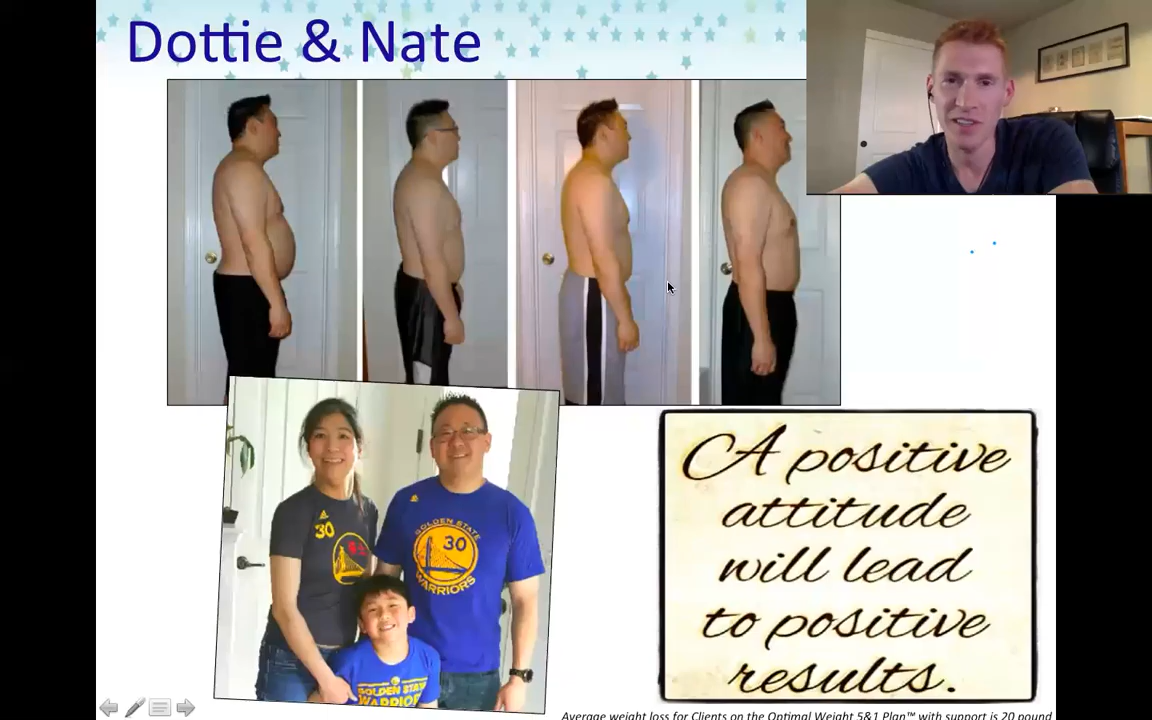 Dottie & Nate
30
GOLDEN STATE
30
WARRIORS
GOLDEN STATE
WARRIOR
A positive
attitude
will lead
to positive
results.
Average weight loss for Clients on the Optimal Weight 5&1 Plan™ with support is 20 pound